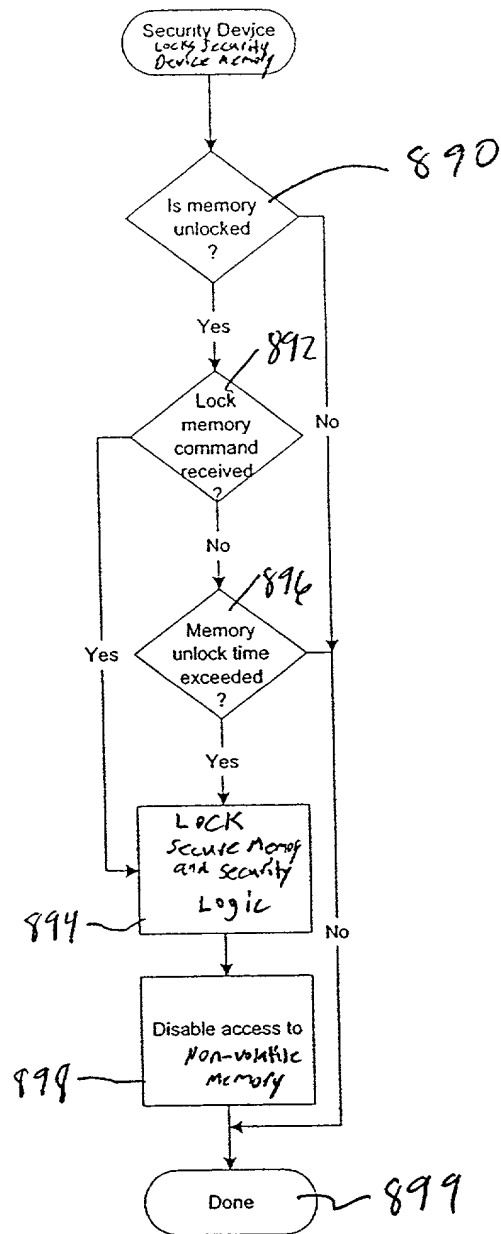 Security Device
Locks Security
Device Memory
890
Is memory
unlocked
?
Yes
892
Lock
memory
command
received
?
No
No
896
Memory
unlock time
exceeded
?
Yes
Yes
LOCK
Secure Memory
and Security
Logic
894
No
Disable access to
Non-volatile
Memory
898
Done
899